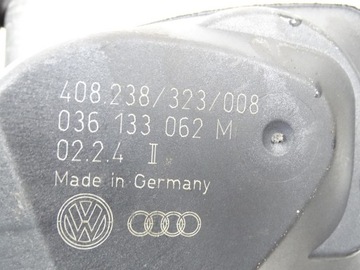 408.238/323/008
036 133 062 M
02.2.4 II
Made in Germany